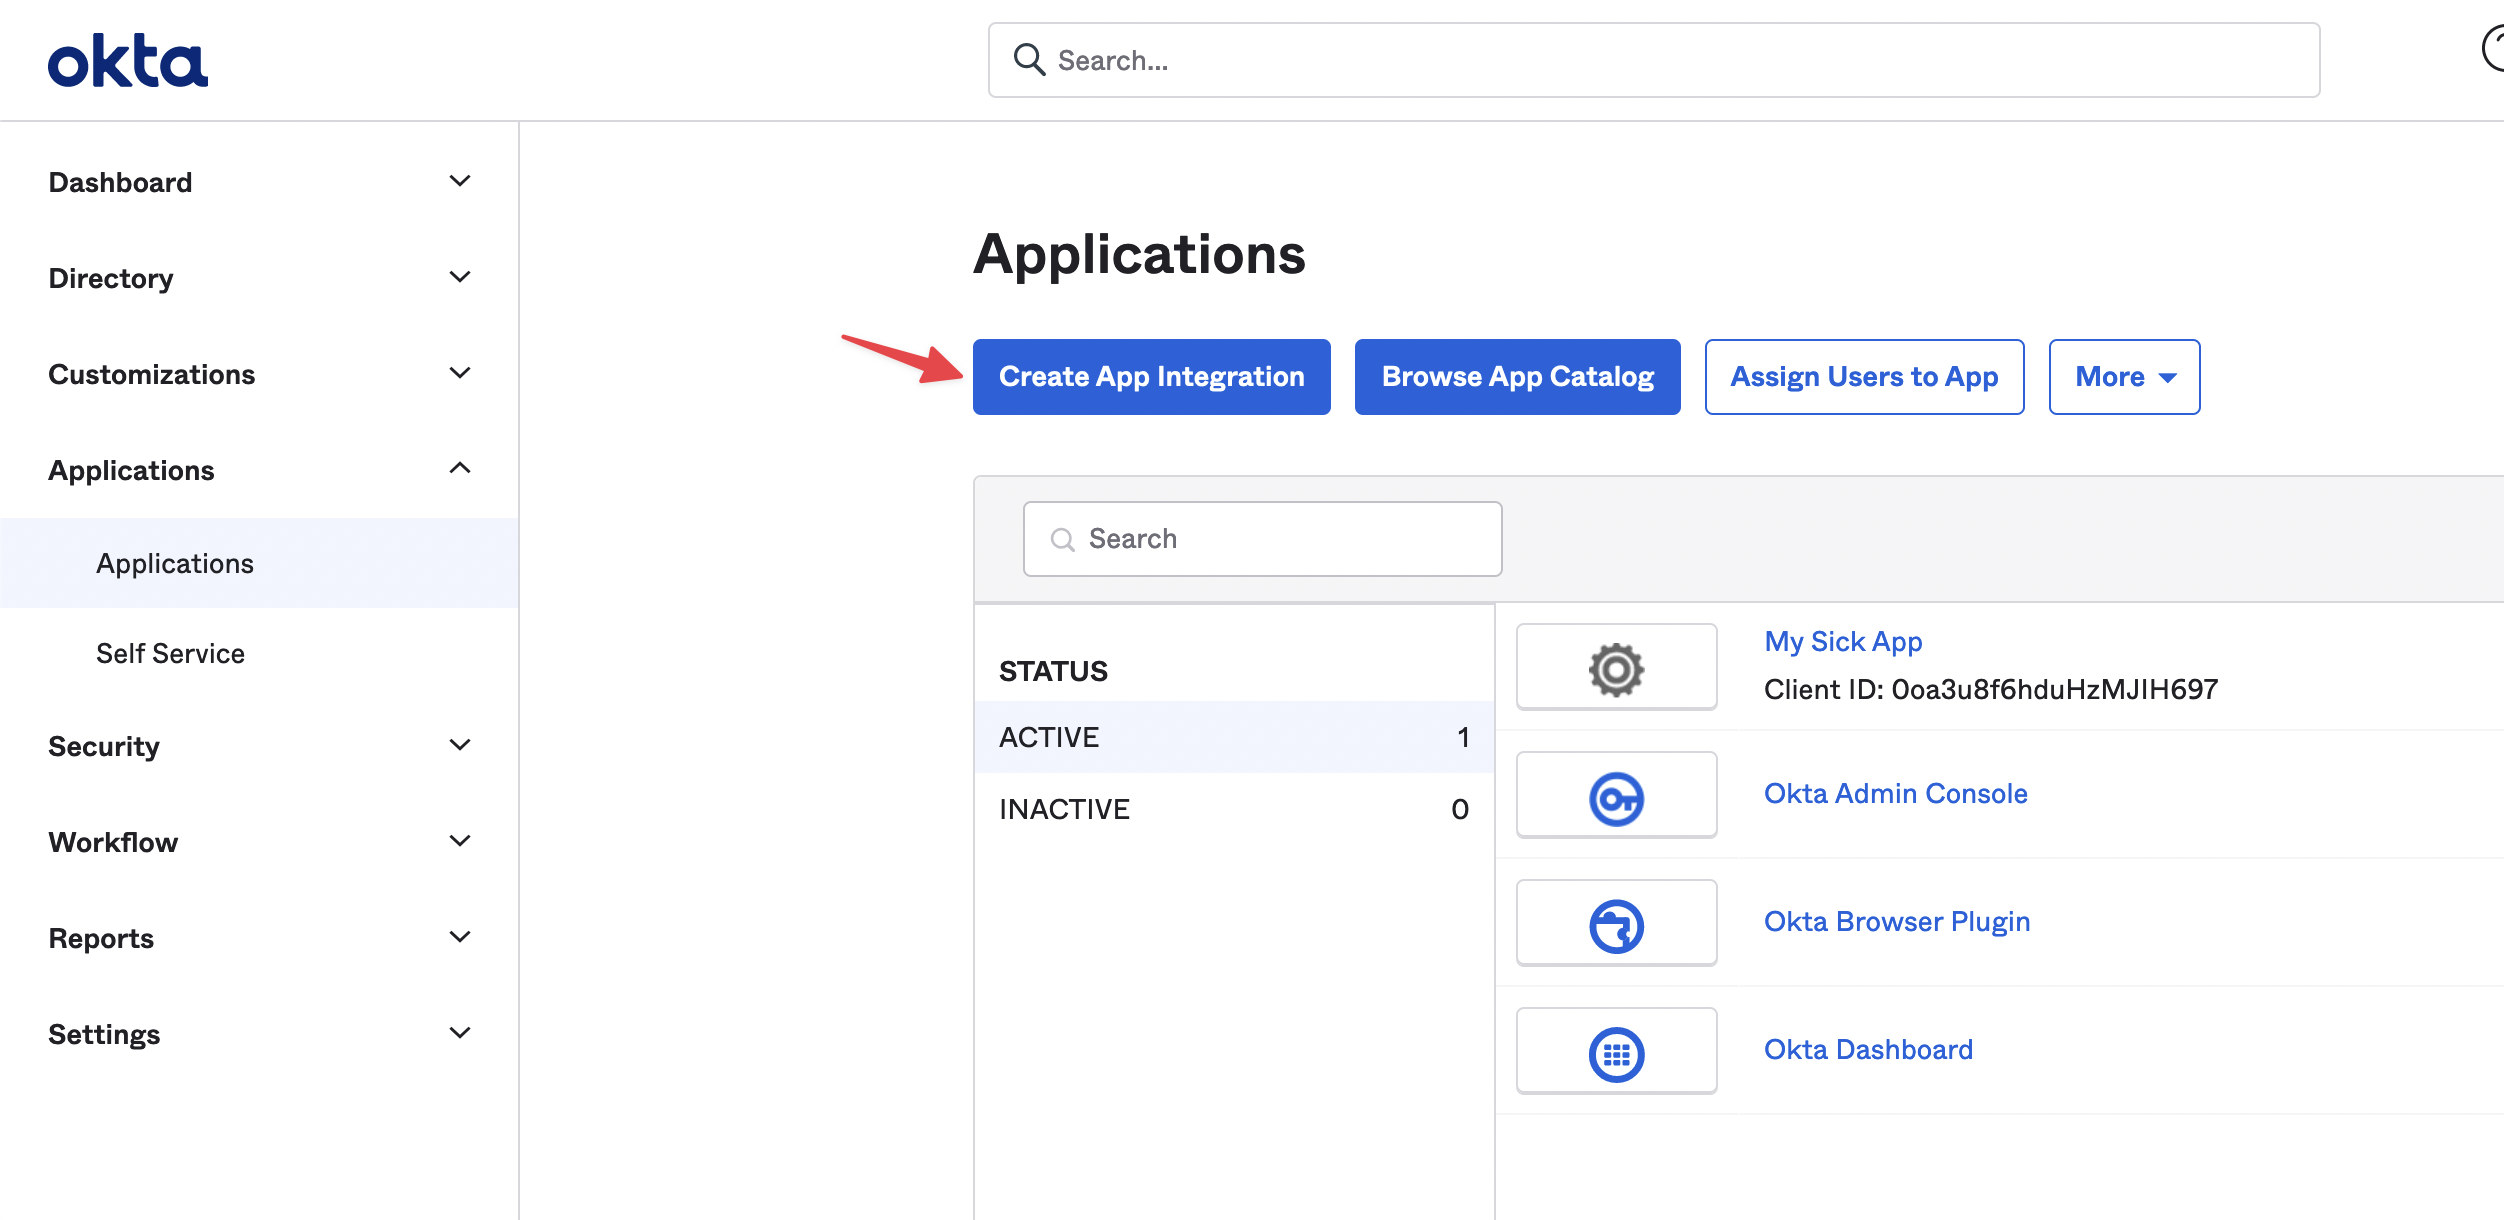 okta
Search...
Dashboard
Directory
Customizations
Applications
Applications
Self Service
Security
Workflow
Reports
Settings
Applications
Create App Integration
Browse App Catalog
Assign Users to App
More
Search
STATUS
ACTIVE 1
INACTIVE 0
My Sick App
Client ID: 0oa3u8f6hduHzMJIH697
Okta Admin Console
Okta Browser Plugin
Okta Dashboard